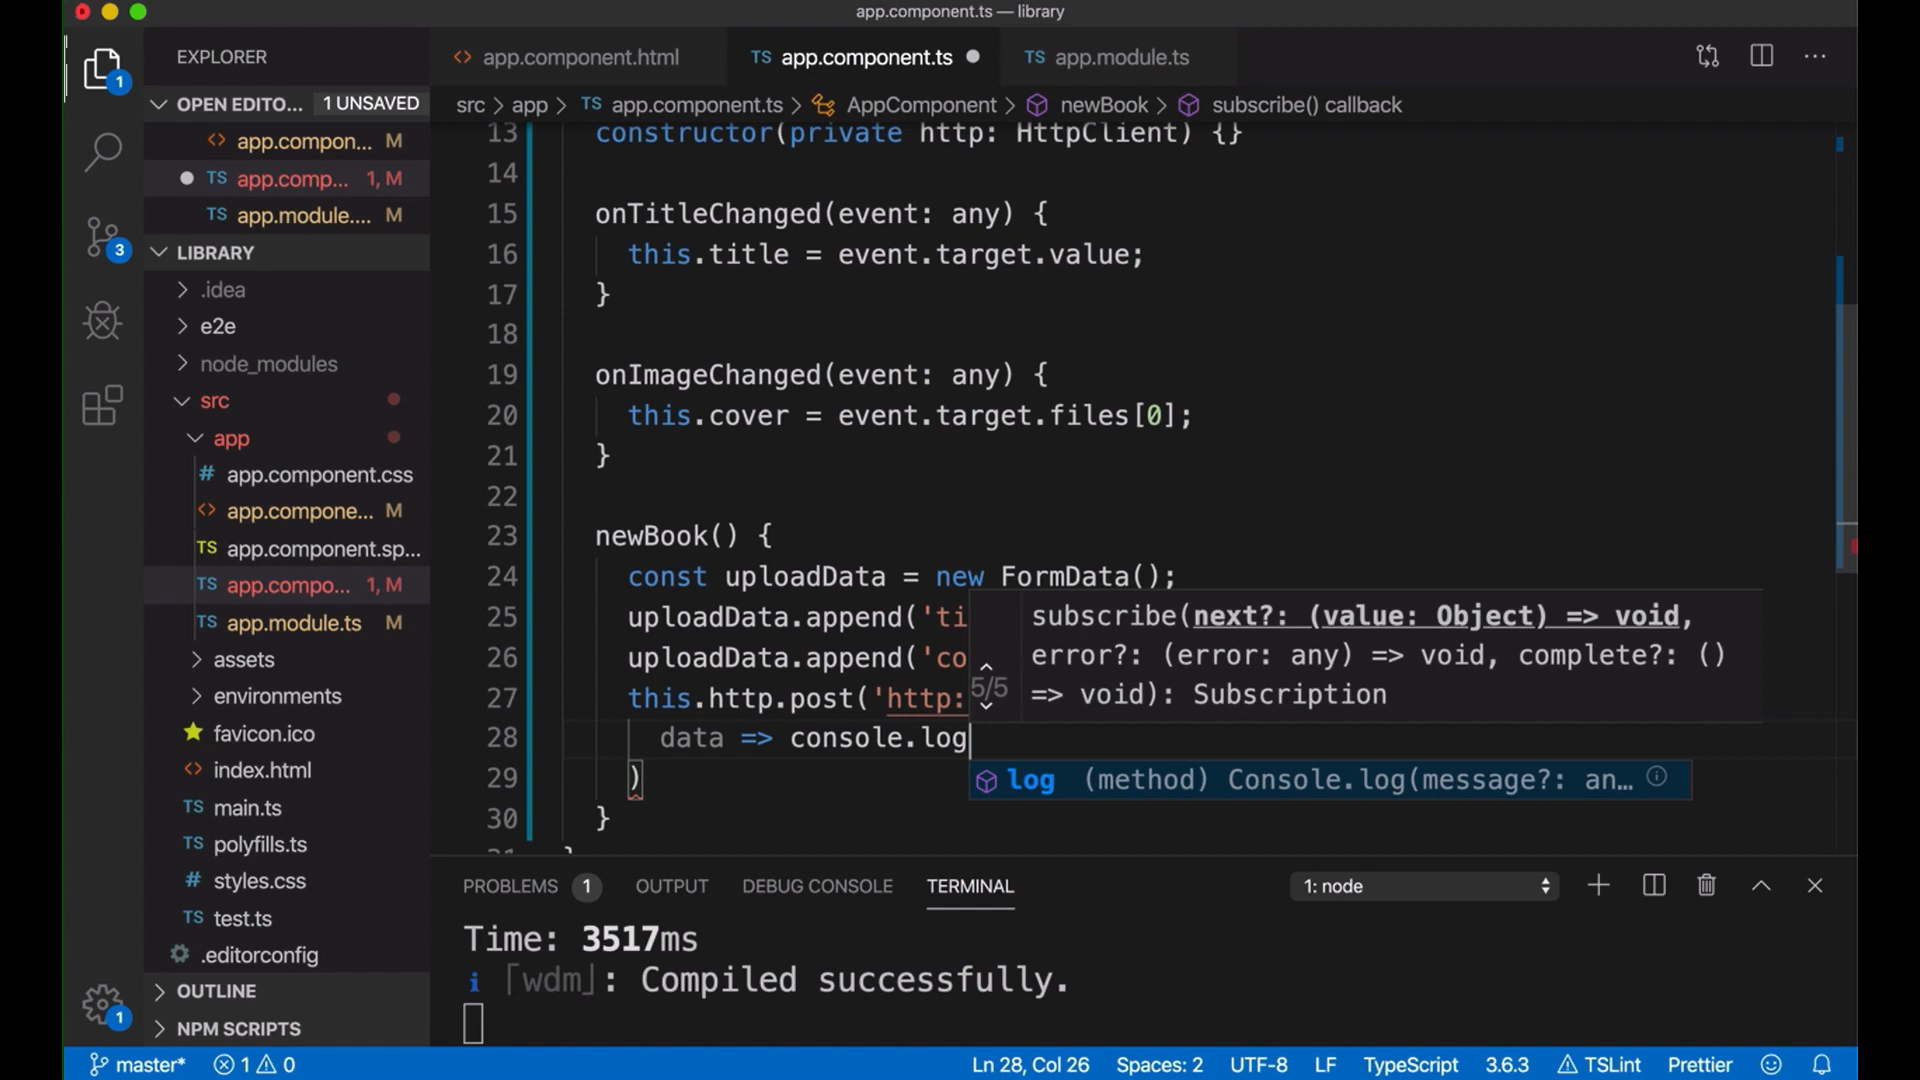 app.component.ts — library
EXPLORER
OPEN EDITO... 1 UNSAVED
app.compon... M
app.comp... 1, M
app.module.... M
LIBRARY
.idea
e2e
node_modules
src
app
app.component.css
app.compone... M
app.component.sp...
app.compo... 1, M
app.module.ts M
assets
environments
favicon.ico
index.html
main.ts
polyfills.ts
styles.css
test.ts
.editorconfig
OUTLINE
NPM SCRIPTS
1
3
1
app.component.html
TS app.component.ts
TS app.module.ts
src > app > TS app.component.ts > AppComponent > newBook > subscribe() callback
13 constructor(private http: HttpClient) {}
14
15 onTitleChanged(event: any) {
16 this.title = event.target.value;
17 }
18
19 onImageChanged(event: any) {
20 this.cover = event.target.files[0];
21 }
22
23 newBook() {
24 const uploadData = new FormData();
25 uploadData.append('ti
26 uploadData.append('co
27 this.http.post('http:
28 data => console.log
29 )
30 }
subscribe(next?: (value: Object) => void,
error?: (error: any) => void, complete?: ()
=> void): Subscription
5/5
log (method) Console.log(message?: an...
PROBLEMS 1 OUTPUT DEBUG CONSOLE TERMINAL 1: node
Time: 3517ms
i ｢wdm｣: Compiled successfully.
master* 1 0 Ln 28, Col 26 Spaces: 2 UTF-8 LF TypeScript 3.6.3 TSLint Prettier